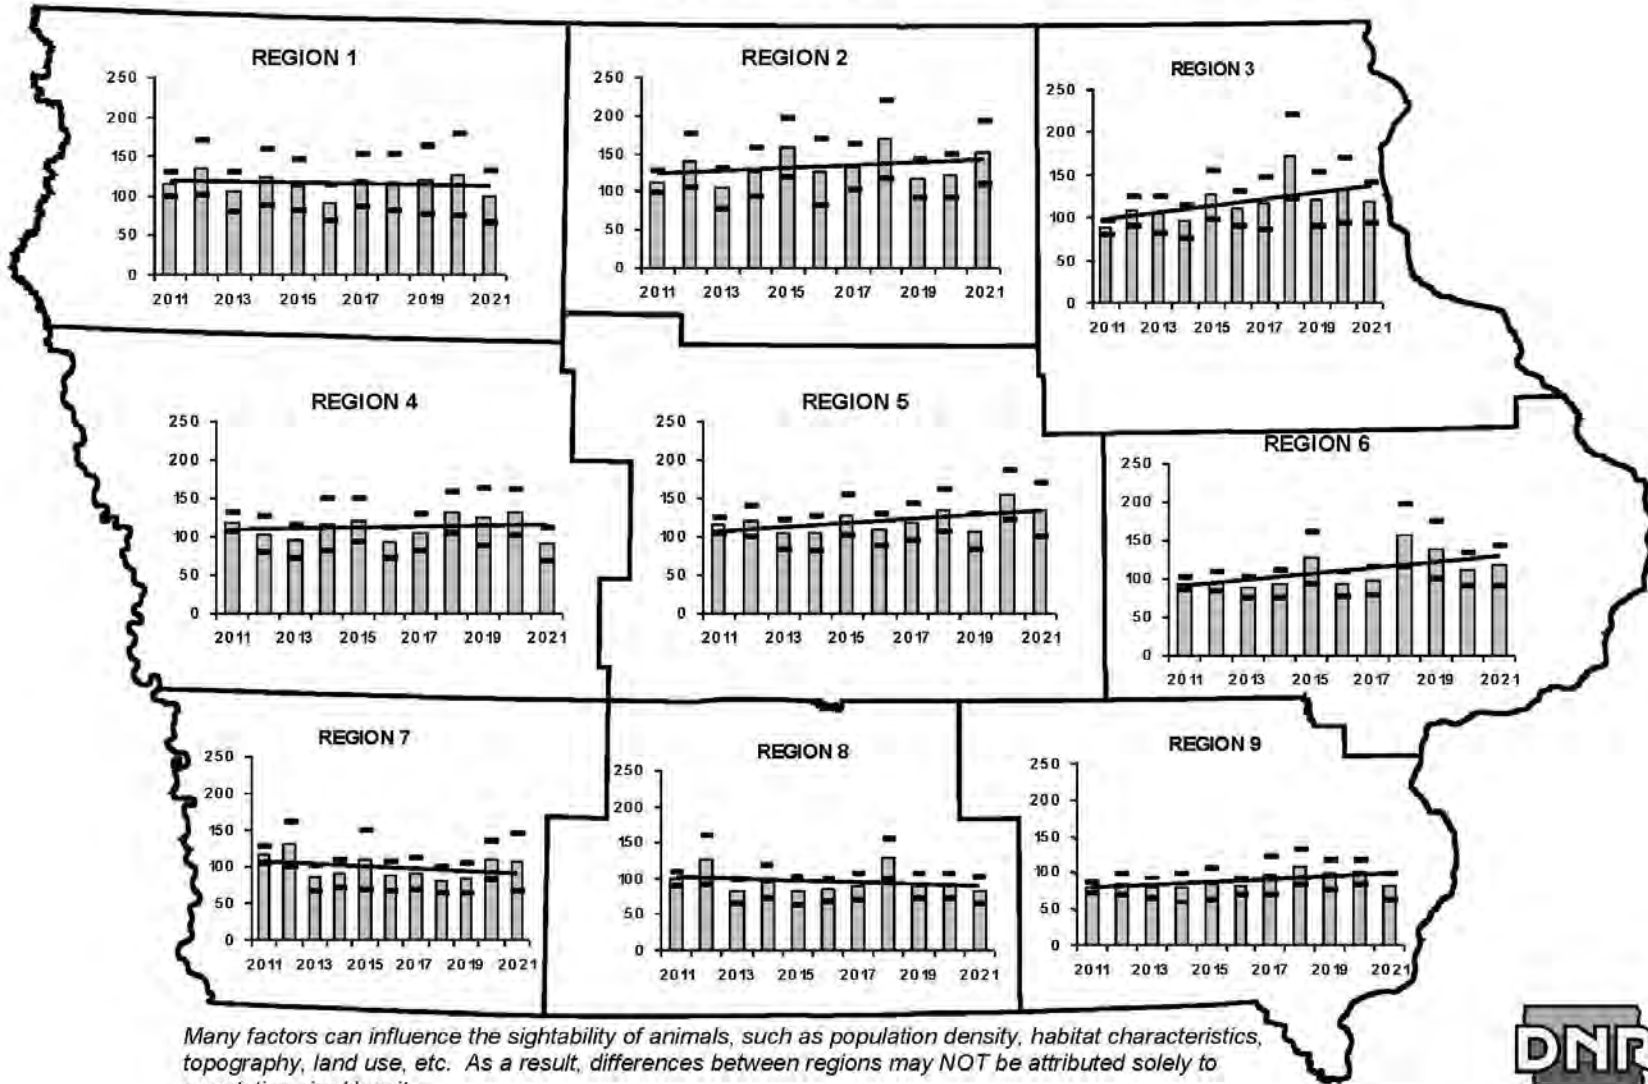 REGION 1
250
200
150
100
50
0
2011 2013 2015 2017 2019 2021
REGION 2
250
200
150
100
50
0
2011 2013 2015 2017 2019 2021
REGION 3
250
200
150
100
50
0
2011 2013 2015 2017 2019 2021
REGION 4
250
200
150
100
50
0
2011 2013 2015 2017 2019 2021
REGION 5
250
200
150
100
50
0
2011 2013 2015 2017 2019 2021
REGION 6
250
200
150
100
50
0
2011 2013 2015 2017 2019 2021
REGION 7
250
200
150
100
50
0
2011 2013 2015 2017 2019 2021
REGION 8
250
200
150
100
50
0
2011 2013 2015 2017 2019 2021
REGION 9
250
200
150
100
50
0
2011 2013 2015 2017 2019 2021
Many factors can influence the sightability of animals, such as population density, habitat characteristics,
topography, land use, etc. As a result, differences between regions may NOT be attributed solely to
DNR